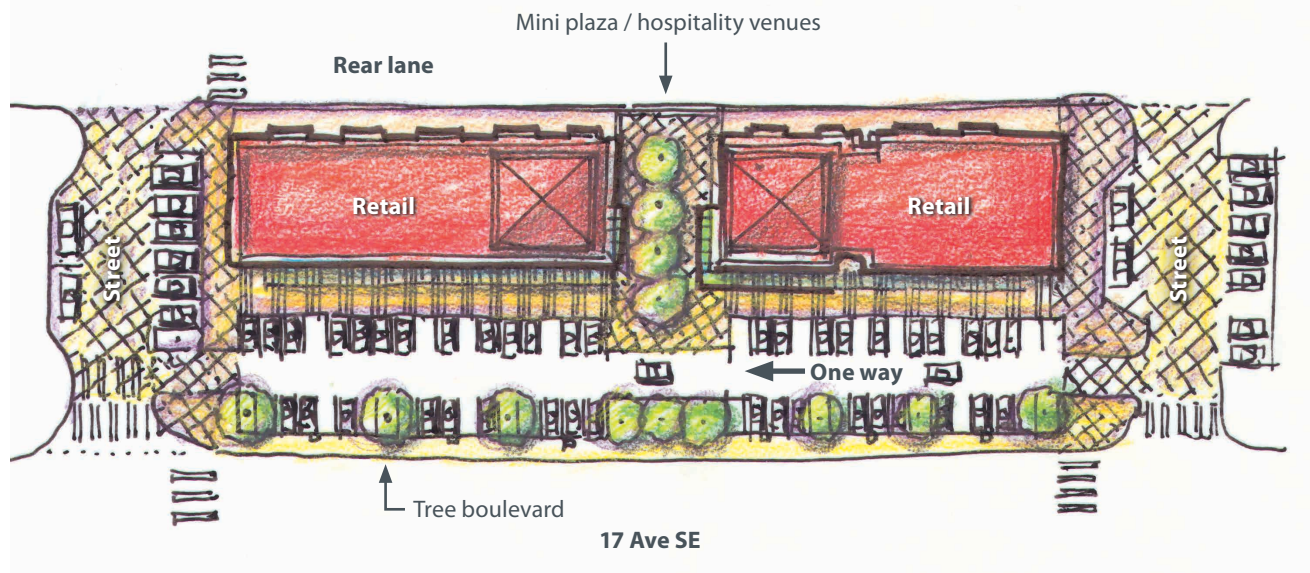 Mini plaza / hospitality venues
Rear lane
Retail
Retail
Street
Street
One way
Tree boulevard
17 Ave SE